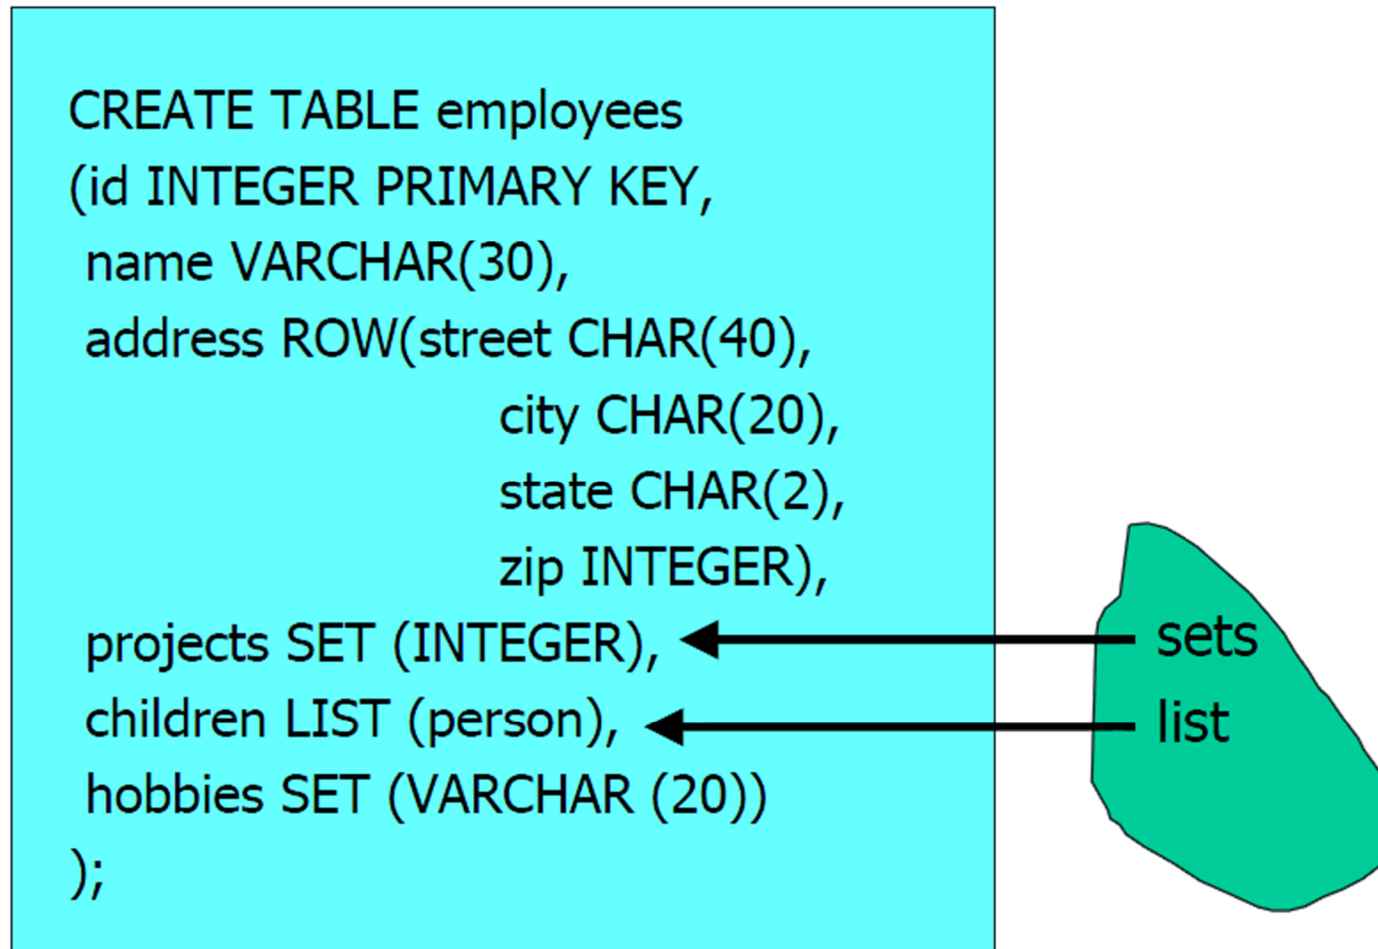 CREATE TABLE employees
(id INTEGER PRIMARY KEY,
name VARCHAR(30),
address ROW(street CHAR(40),
city CHAR(20),
state CHAR(2),
zip INTEGER),
projects SET (INTEGER),
sets
children LIST (person),
list
hobbies SET (VARCHAR (20))
);